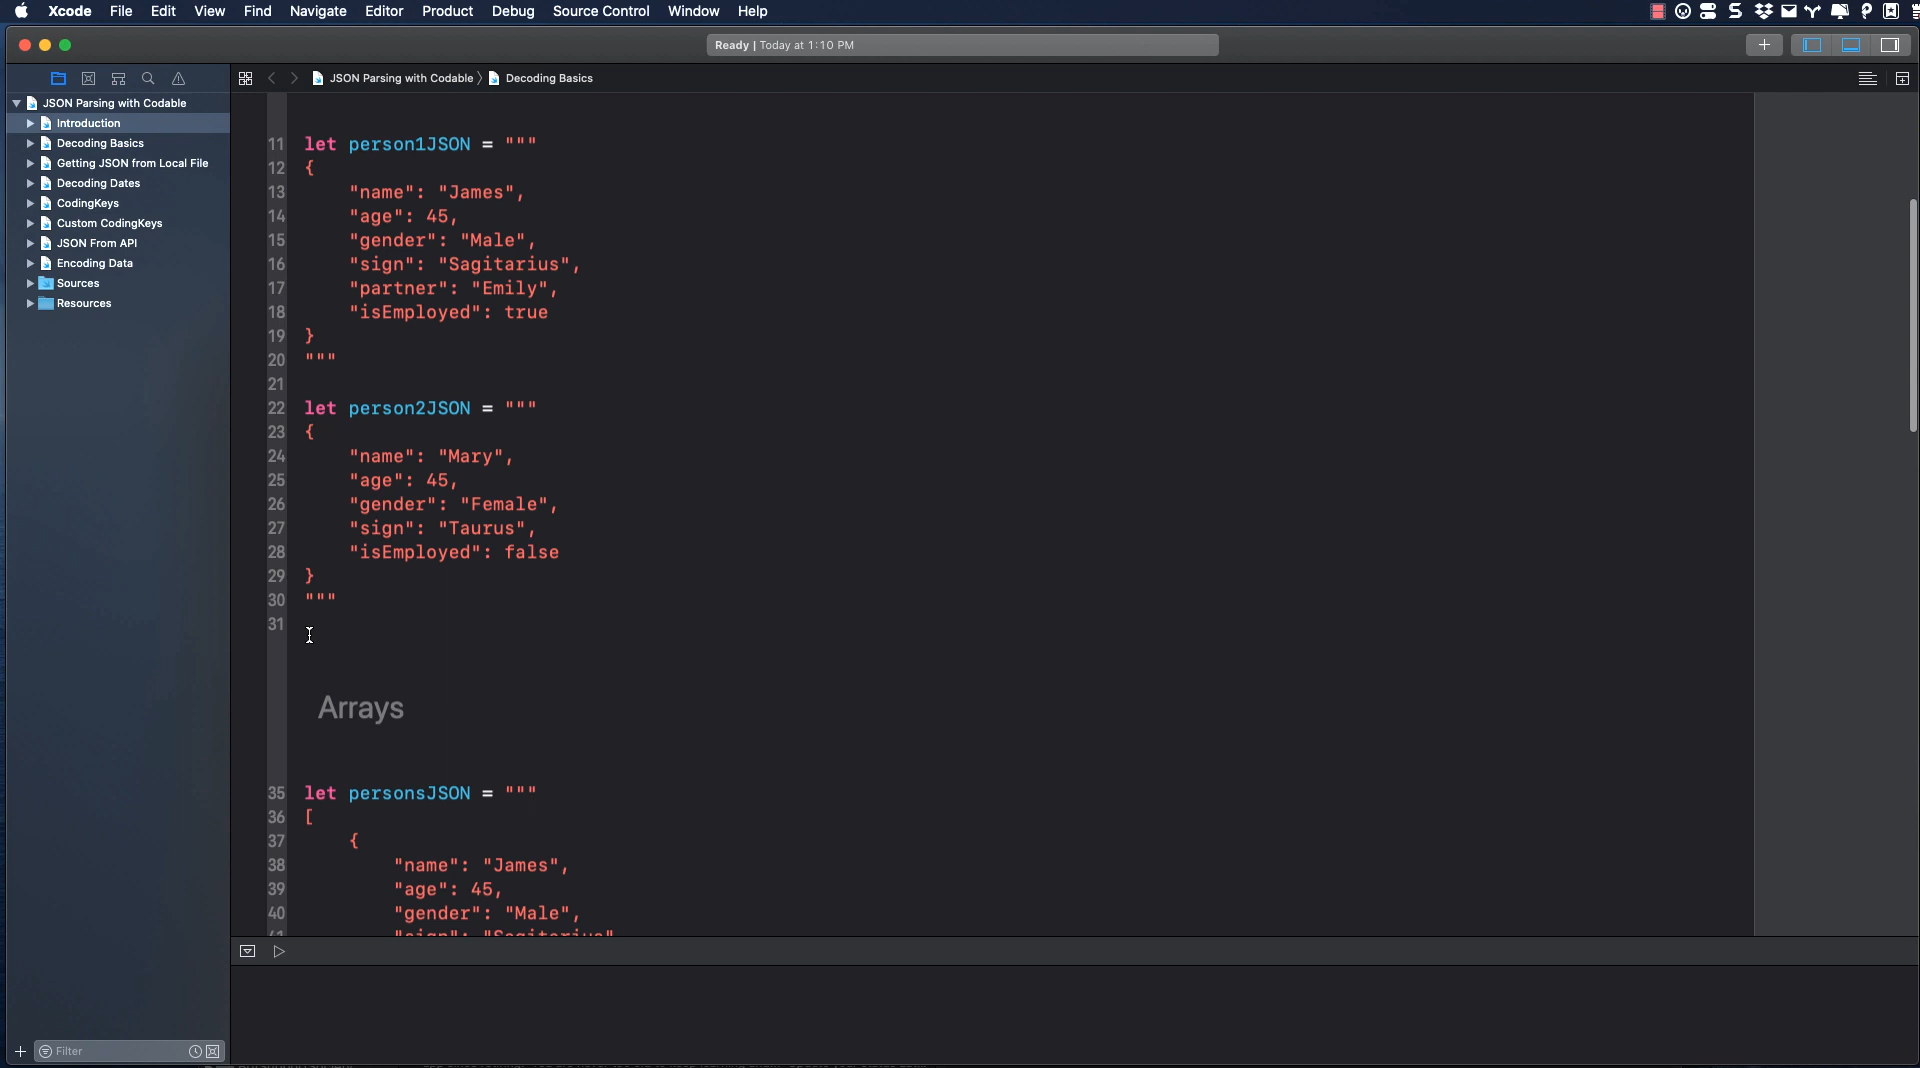 Xcode File Edit View Find Navigate Editor Product Debug Source Control Window Help
Ready | Today at 1:10 PM
JSON Parsing with Codable
Introduction
Decoding Basics
Getting JSON from Local File
Decoding Dates
CodingKeys
Custom CodingKeys
JSON From API
Encoding Data
Sources
Resources
Filter
JSON Parsing with Codable 〉 Decoding Basics
11 let person1JSON = """
12 {
13 "name": "James",
14 "age": 45,
15 "gender": "Male",
16 "sign": "Sagitarius",
17 "partner": "Emily",
18 "isEmployed": true
19 }
20 """
21
22 let person2JSON = """
23 {
24 "name": "Mary",
25 "age": 45,
26 "gender": "Female",
27 "sign": "Taurus",
28 "isEmployed": false
29 }
30 """
31
Arrays
35 let personsJSON = """
36 [
37 {
38 "name": "James",
39 "age": 45,
40 "gender": "Male",
41 "sign": "Sagitarius"